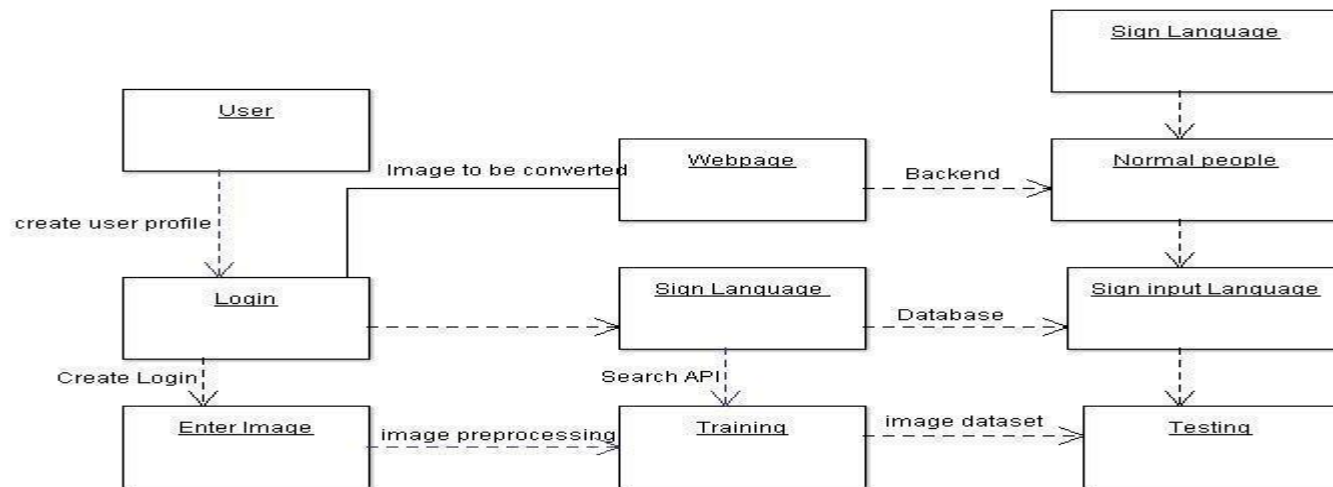 Sign Language
User
Webpage
Normal people
Image to be converted
Backend
create user profile
Login
Sign Language
Sign input Language
Database
Create Login
Search API
Enter Image
image preprocessing
Training
image dataset
Testing